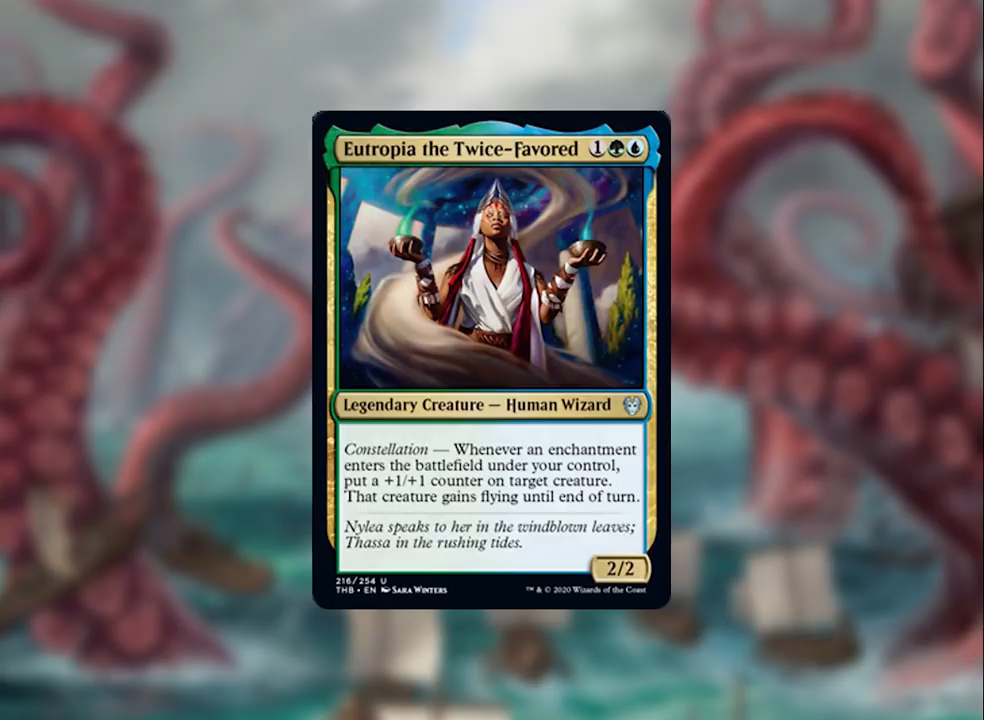 Eutropia the Twice-Favored 1
Legendary Creature — Human Wizard
Constellation — Whenever an enchantment
enters the battlefield under your control,
put a +1/+1 counter on target creature.
That creature gains flying until end of turn.
Nylea speaks to her in the windblown leaves;
Thassa in the rushing tides.
2/2
216/254 U
THB • EN Sara Winters ™ & © 2020 Wizards of the Coast